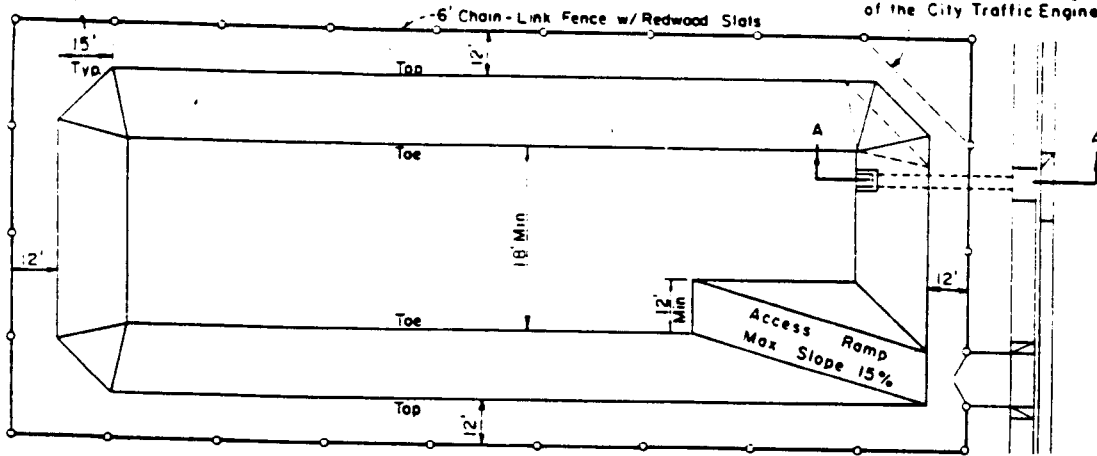 of the City Traffic Engine
6' Chain-Link Fence w/ Redwood Slats
15'
Typ.
12'
Top
Toe
A
A
18' Min
12'
12'
12'
Min
Toe
Access Ramp
Max Slope 15%
Top
12'